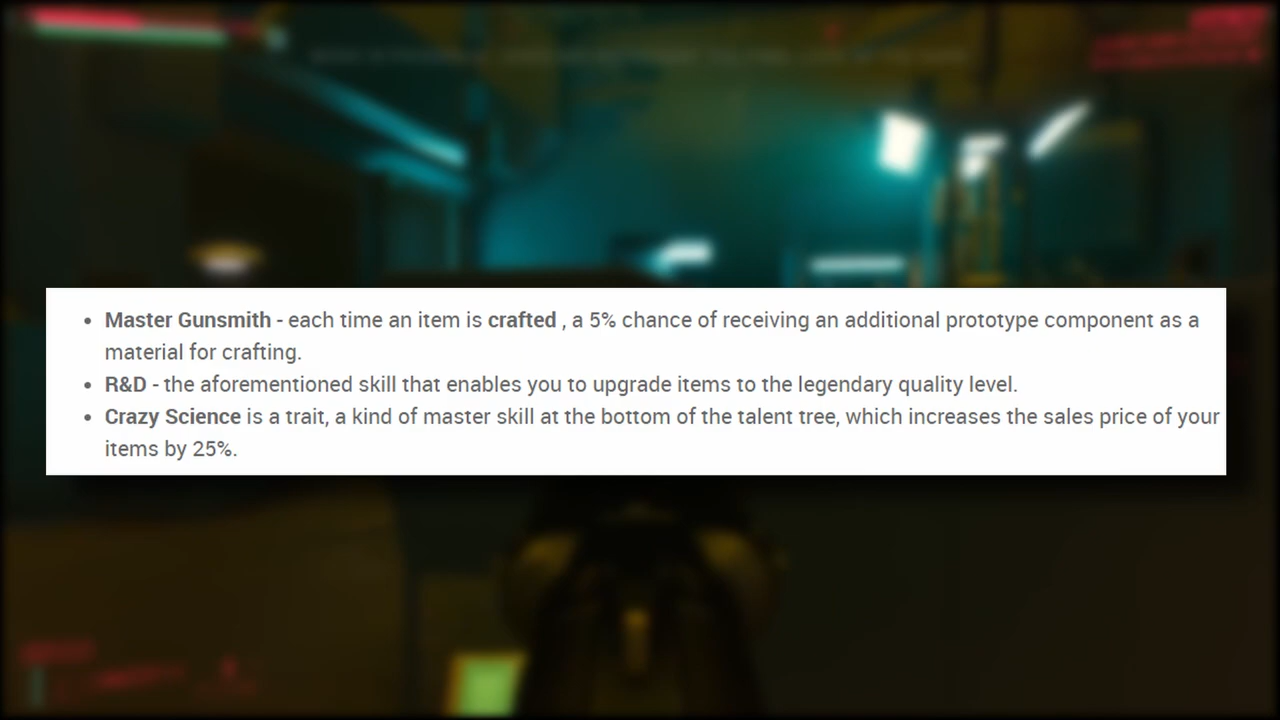 • Master Gunsmith - each time an item is crafted , a 5% chance of receiving an additional prototype component as a
material for crafting.
• R&D - the aforementioned skill that enables you to upgrade items to the legendary quality level.
• Crazy Science is a trait, a kind of master skill at the bottom of the talent tree, which increases the sales price of your
items by 25%.